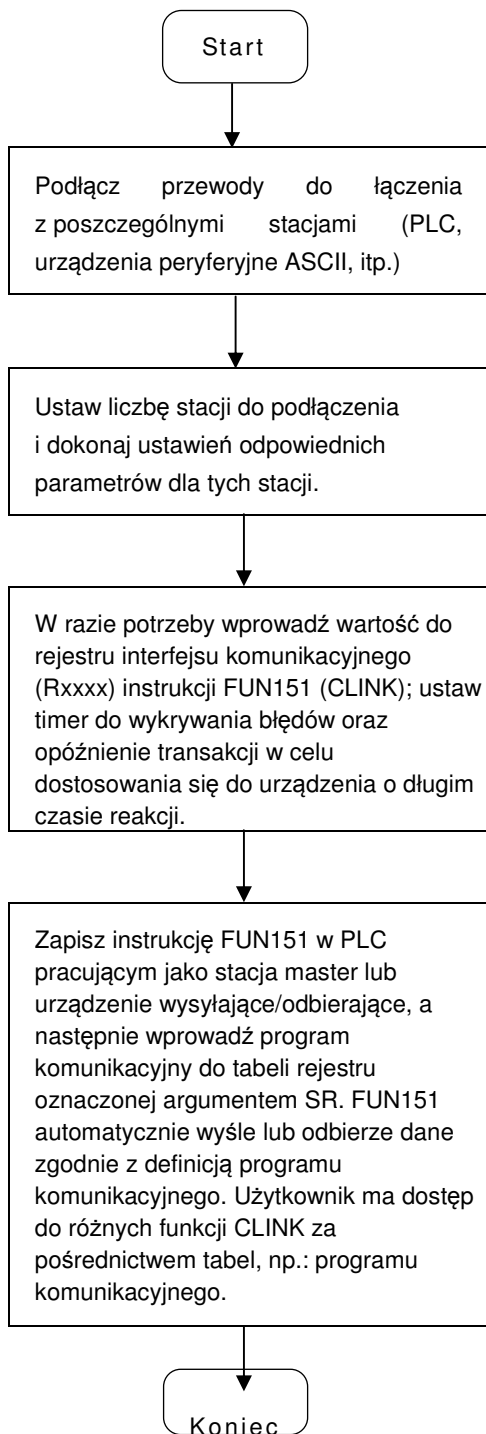 Start
Podłącz przewody do łączenia
z poszczególnymi stacjami (PLC,
urządzenia peryferyjne ASCII, itp.)
Ustaw liczbę stacji do podłączenia
i dokonaj ustawień odpowiednich
parametrów dla tych stacji.
W razie potrzeby wprowadź wartość do
rejestru interfejsu komunikacyjnego
(Rxxxx) instrukcji FUN151 (CLINK); ustaw
timer do wykrywania błędów oraz
opóźnienie transakcji w celu
dostosowania się do urządzenia o długim
czasie reakcji.
Zapisz instrukcję FUN151 w PLC
pracującym jako stacja master lub
urządzenie wysyłające/odbierające, a
następnie wprowadź program
komunikacyjny do tabeli rejestru
oznaczonej argumentem SR. FUN151
automatycznie wyśle lub odbierze dane
zgodnie z definicją programu
komunikacyjnego. Użytkownik ma dostęp
do różnych funkcji CLINK za
pośrednictwem tabel, np.: programu
komunikacyjnego.
Koniec